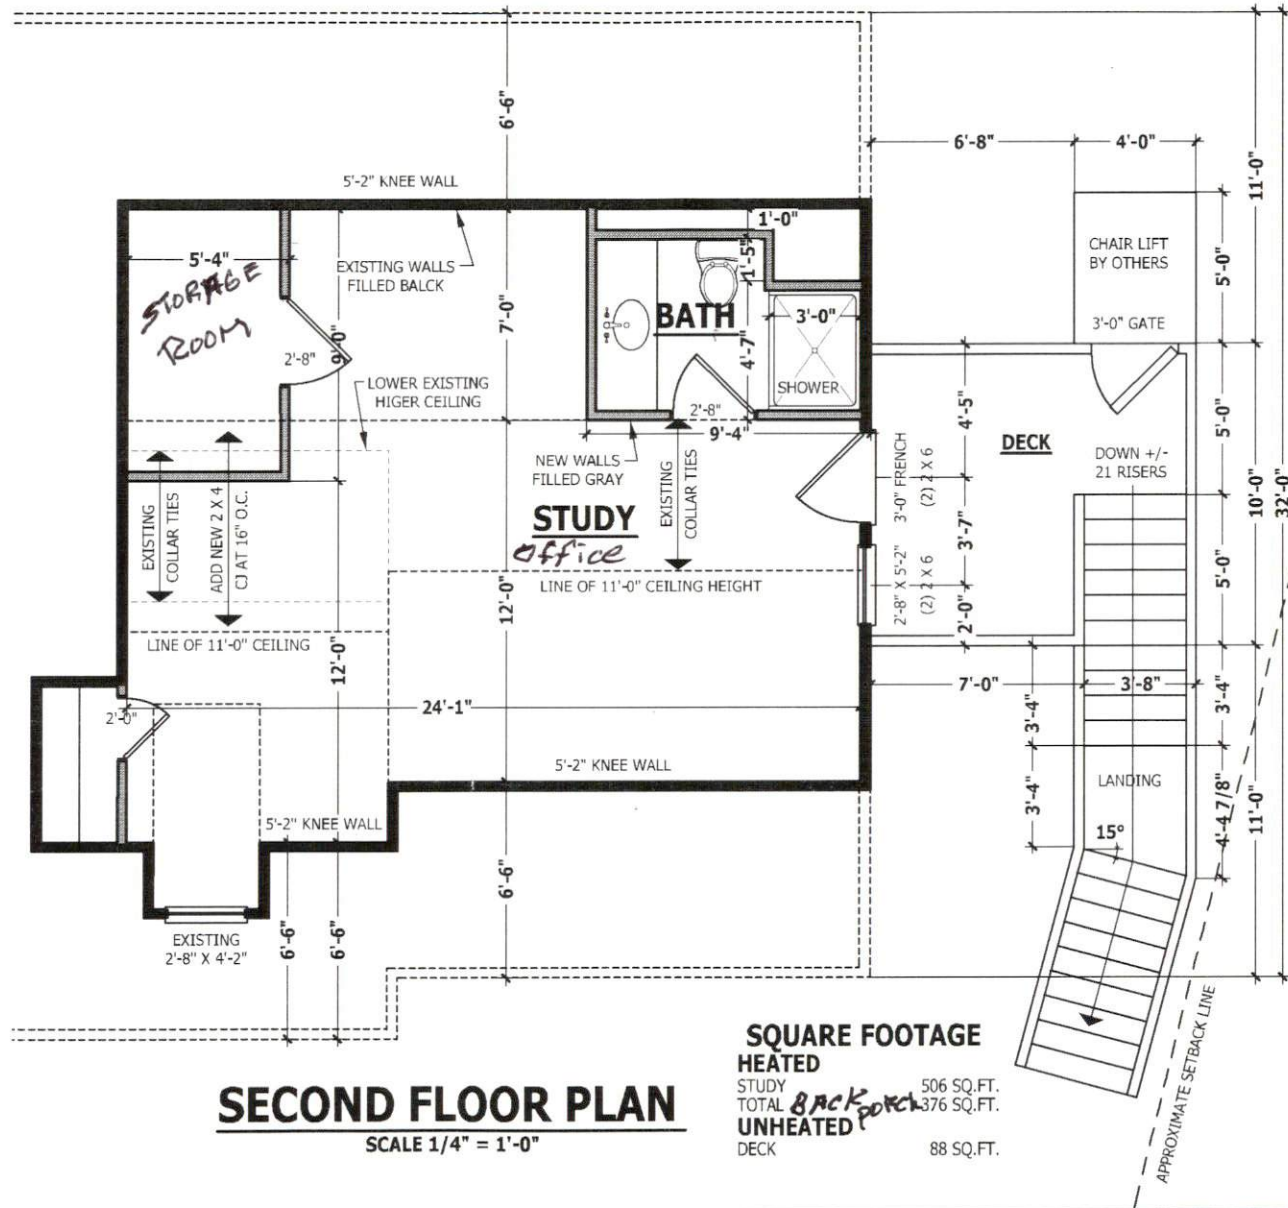 6'-6"
6'-8"
4'-0"
11'-0"
32'-0"
5'-2" KNEE WALL
1'-0"
5'-4"
STORAGE
ROOM
EXISTING WALLS
FILLED BALCK
9'-0"
7'-0"
1'-5"
CHAIR LIFT
BY OTHERS
5'-0"
3'-0" GATE
BATH
3'-0"
4'-7"
SHOWER
2'-8"
2'-8"
LOWER EXISTING
HIGER CEILING
9'-4"
NEW WALLS
FILLED GRAY
EXISTING
COLLAR TIES
STUDY
Office
3'-0" FRENCH
(2) 2 X 6
4'-5"
DECK
DOWN +/-
21 RISERS
5'-0"
10'-0"
EXISTING
COLLAR TIES
ADD NEW 2 X 4
CJ AT 16" O.C.
3'-7"
5'-0"
LINE OF 11'-0" CEILING HEIGHT
2'-8" X 5'-2"
(2) 2 X 6
2'-0"
12'-0"
LINE OF 11'-0" CEILING
12'-0"
7'-0"
3'-8"
3'-4"
3'-4"
2'-0"
24'-1"
5'-2" KNEE WALL
3'-4"
LANDING
4'-4 7/8"
11'-0"
5'-2" KNEE WALL
15°
6'-6"
6'-6"
6'-6"
EXISTING
2'-8" X 4'-2"
APPROXIMATE SETBACK LINE
SECOND FLOOR PLAN
SCALE 1/4" = 1'-0"
SQUARE FOOTAGE
HEATED
STUDY 506 SQ.FT.
TOTAL BACK PORCH 376 SQ.FT.
UNHEATED
DECK 88 SQ.FT.